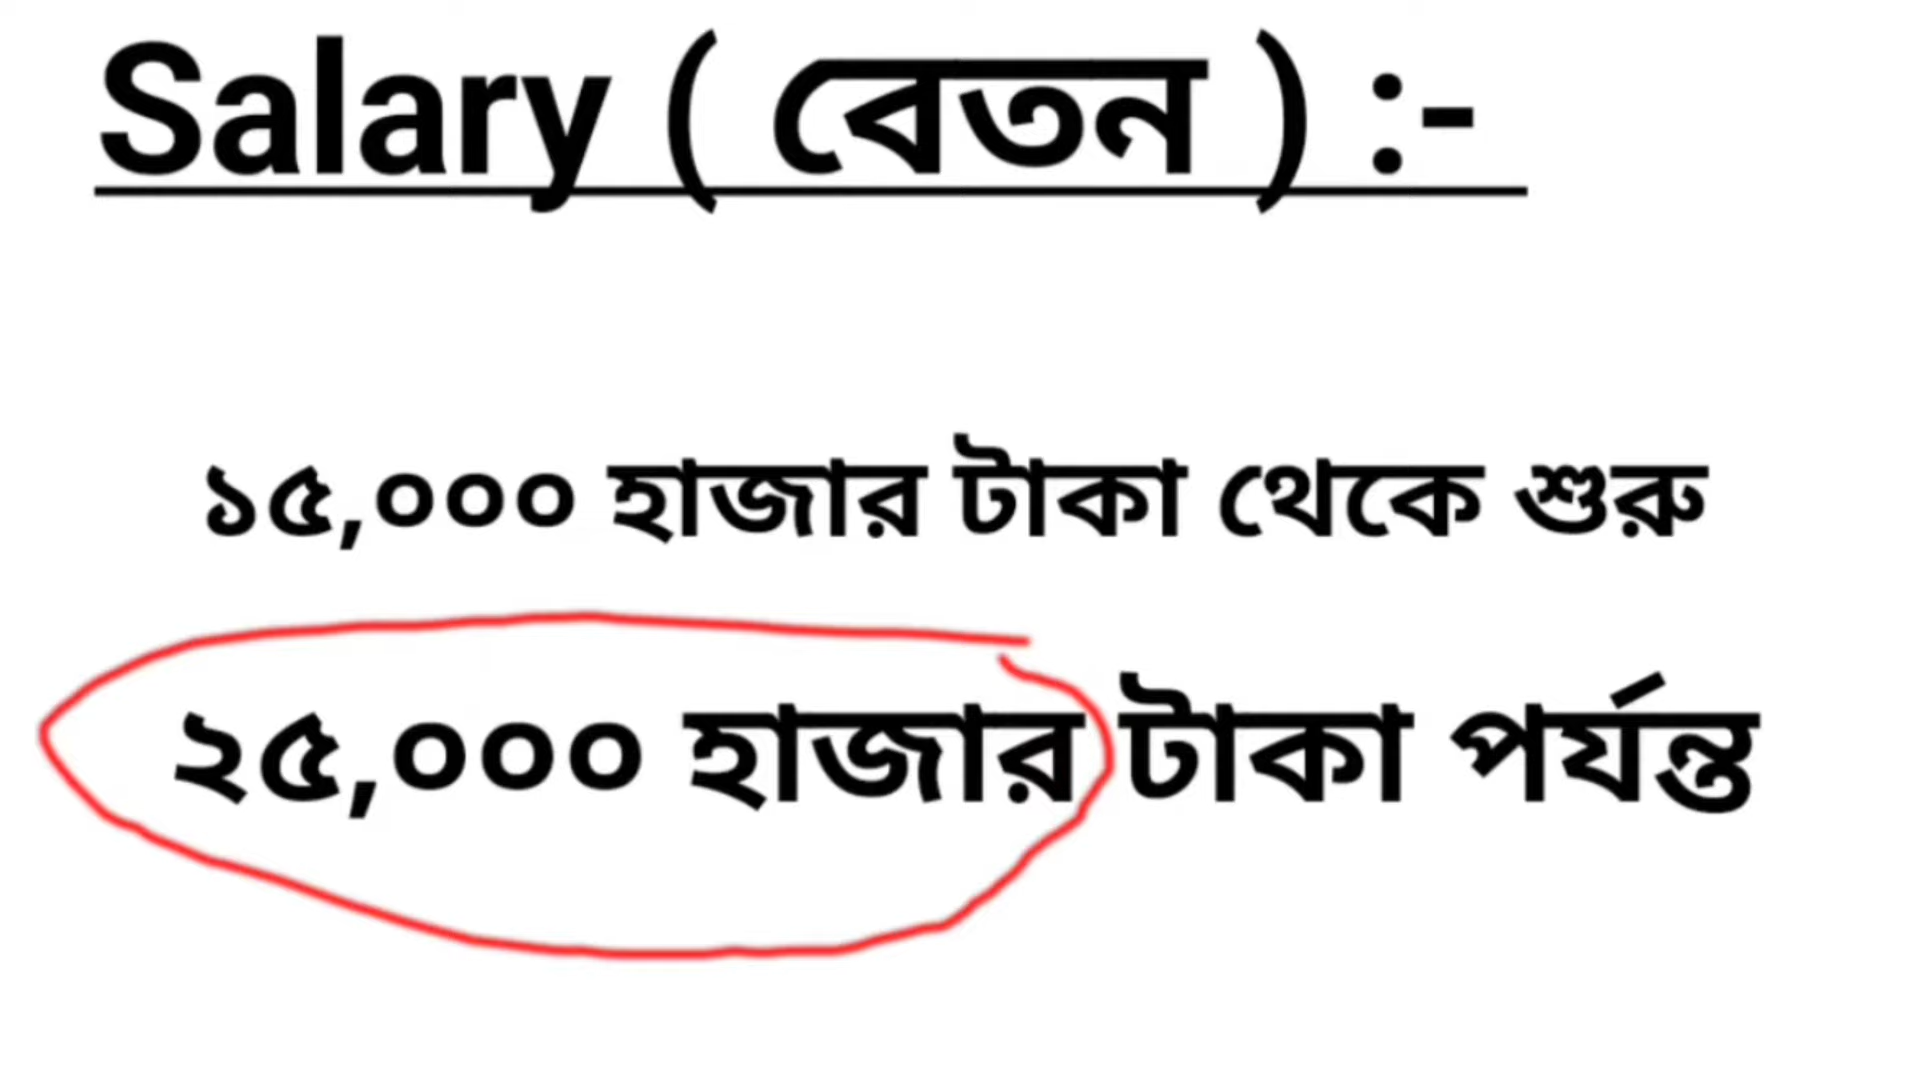 Salary ( বেতন ) :-
১৫,০০০ হাজার টাকা থেকে শুরু
২৫,০০০ হাজার টাকা পর্যন্ত